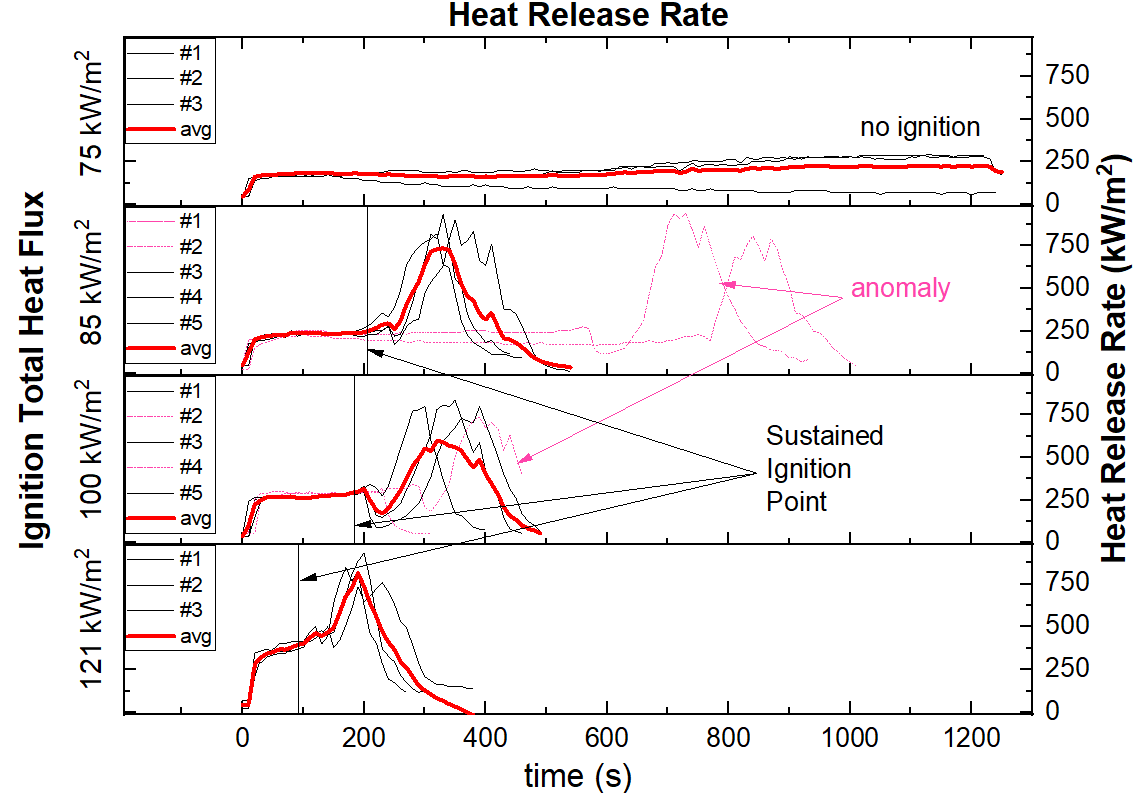 Heat Release Rate
Ignition Total Heat Flux
75 kW/m²
#1
#2
#3
avg
no ignition
750
500
250
0
85 kW/m²
#1
#2
#3
#4
#5
avg
anomaly
750
500
250
0
100 kW/m²
#1
#2
#3
#4
#5
avg
Sustained
Ignition
Point
750
500
250
0
121 kW/m²
#1
#2
#3
avg
750
500
250
0
Heat Release Rate (kW/m²)
0 200 400 600 800 1000 1200
time (s)